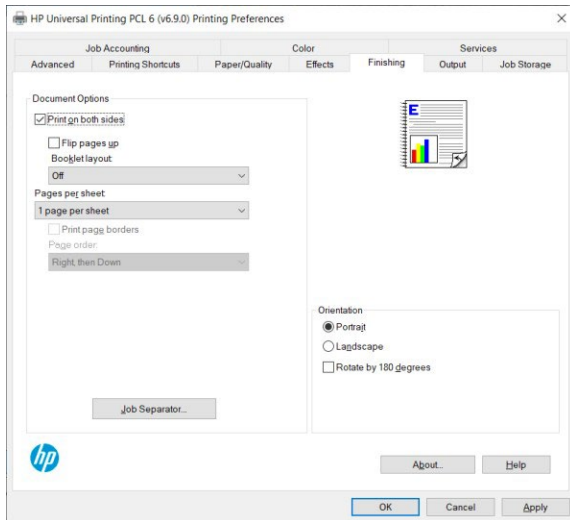 HP Universal Printing PCL 6 (v6.9.0) Printing Preferences
Job Accounting Color Services
Advanced Printing Shortcuts Paper/Quality Effects Finishing Output Job Storage
Document Options
Print on both sides
Flip pages up
Booklet layout:
Off
Pages per sheet:
1 page per sheet
Print page borders
Page order:
Right, then Down
E
Orientation
Portrait
Landscape
Rotate by 180 degrees
Job Separator...
hp
About... Help
OK Cancel Apply